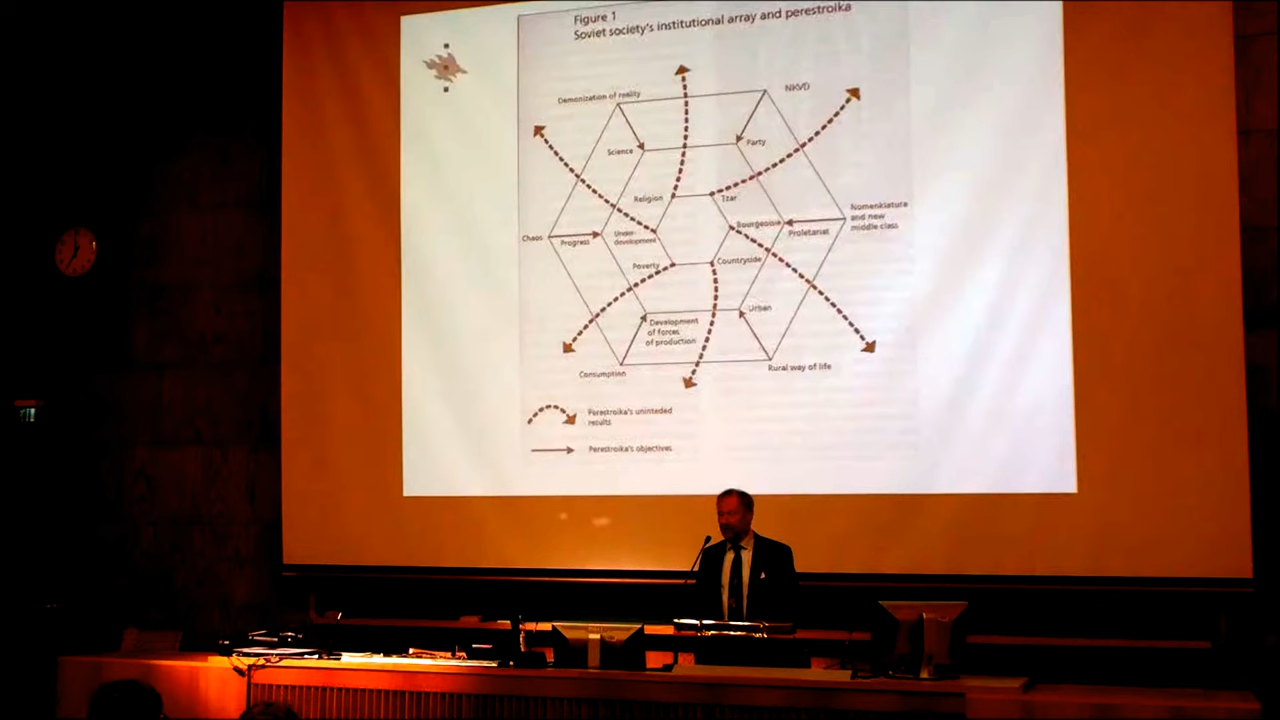 Figure 1
Soviet society's institutional array and perestroika
Demonization of reality
NKVD
Science
Party
Religion
Tzar
Nomenklatura
and new
middle class
Bourgeoisie
Proletariat
Chaos
Progress
Under-
development
Poverty
Countryside
Urban
Development
of forces
of production
Consumption
Rural way of life
Perestroika's uninteded
results
Perestroika's objectives